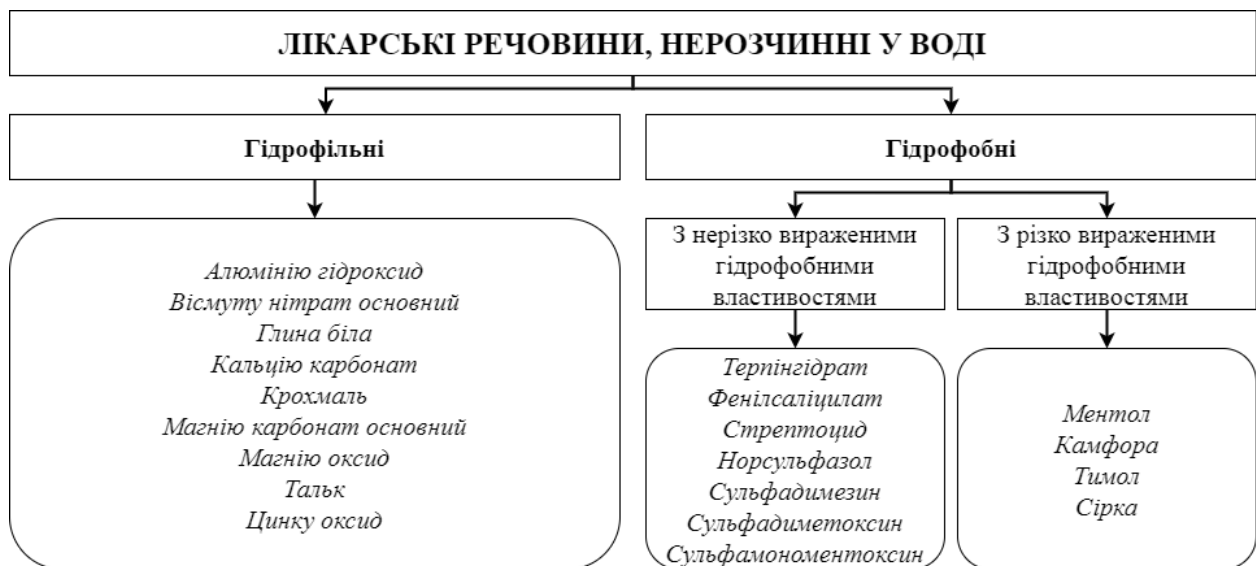 ЛІКАРСЬКІ РЕЧОВИНИ, НЕРОЗЧИННІ У ВОДІ
Гідрофільні
Алюмінію гідроксид
Вісмуту нітрат основний
Глина біла
Кальцію карбонат
Крохмаль
Магнію карбонат основний
Магнію оксид
Тальк
Цинку оксид
Гідрофобні
З нерізко вираженими
гідрофобними
властивостями
Терпінгідрат
Фенілсаліцилат
Стрептоцид
Норсульфазол
Сульфадимезин
Сульфадиметоксин
Сульфамономентоксин
З різко вираженими
гідрофобними
властивостями
Ментол
Камфора
Тимол
Сірка